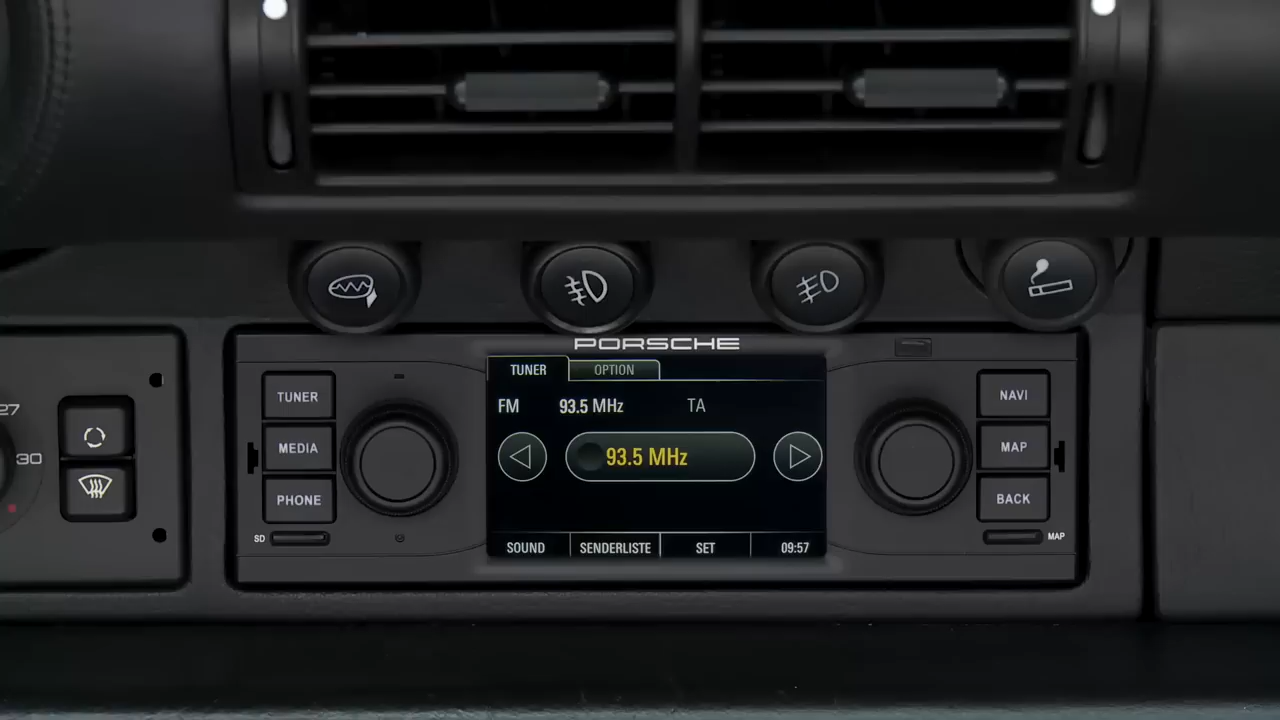 PORSCHE
TUNER OPTION
FM 93.5 MHz TA
93.5 MHz
SOUND SENDERLISTE SET 09:57
TUNER
MEDIA
PHONE
SD
NAVI
MAP
BACK
MAP
27
30